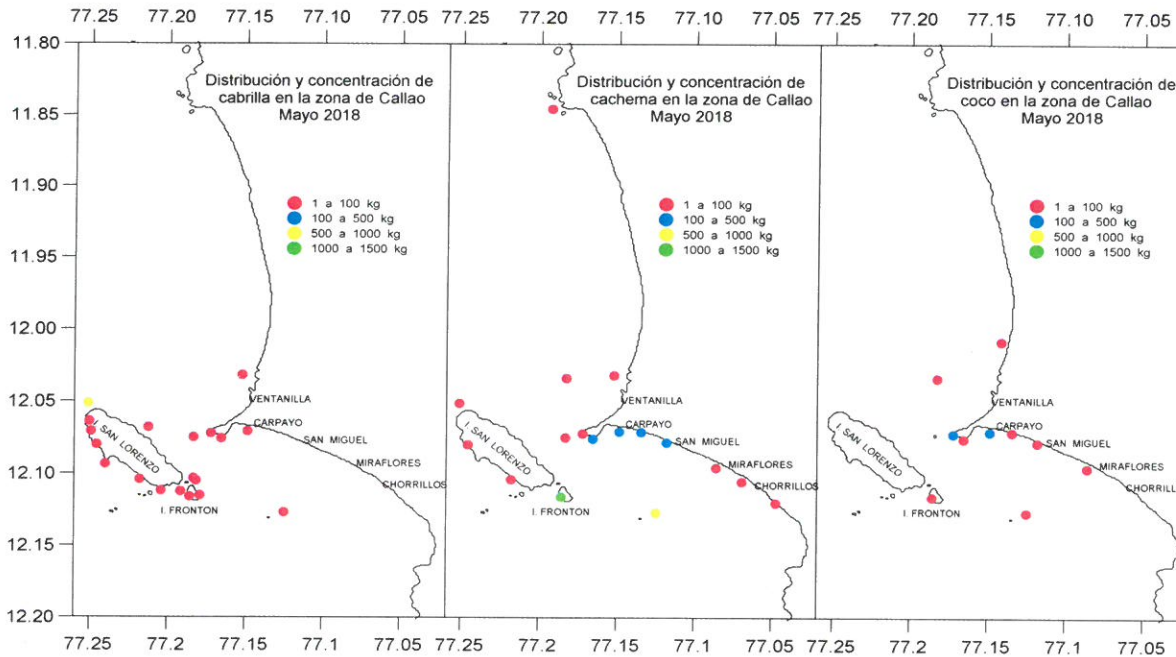 77.25 77.2 77.15 77.10 77.05 77.25 77.2 77.15 77.10 77.05 77.25 77.2 77.15 77.10 77.05
11.80
11.85
11.90
11.95
12.00
12.05
12.10
12.15
12.20
Distribución y concentración de
cabrilla en la zona de Callao
Mayo 2018
1 a 100 kg
100 a 500 kg
500 a 1000 kg
1000 a 1500 kg
VENTANILLA
CARPAYO
SAN MIGUEL
MIRAFLORES
CHORRILLOS
I. SAN LORENZO
I. FRONTON
Distribución y concentración de
cachema en la zona de Callao
Mayo 2018
1 a 100 kg
100 a 500 kg
500 a 1000 kg
1000 a 1500 kg
VENTANILLA
CARPAYO
SAN MIGUEL
MIRAFLORES
CHORRILLOS
I. SAN LORENZO
I. FRONTON
Distribución y concentración de
coco en la zona de Callao
Mayo 2018
1 a 100 kg
100 a 500 kg
500 a 1000 kg
1000 a 1500 kg
VENTANILLA
CARPAYO
SAN MIGUEL
MIRAFLORES
CHORRILLOS
I. SAN LORENZO
I. FRONTON
77.25 77.2 77.15 77.10 77.05 77.25 77.2 77.15 77.10 77.05 77.25 77.2 77.15 77.10 77.05